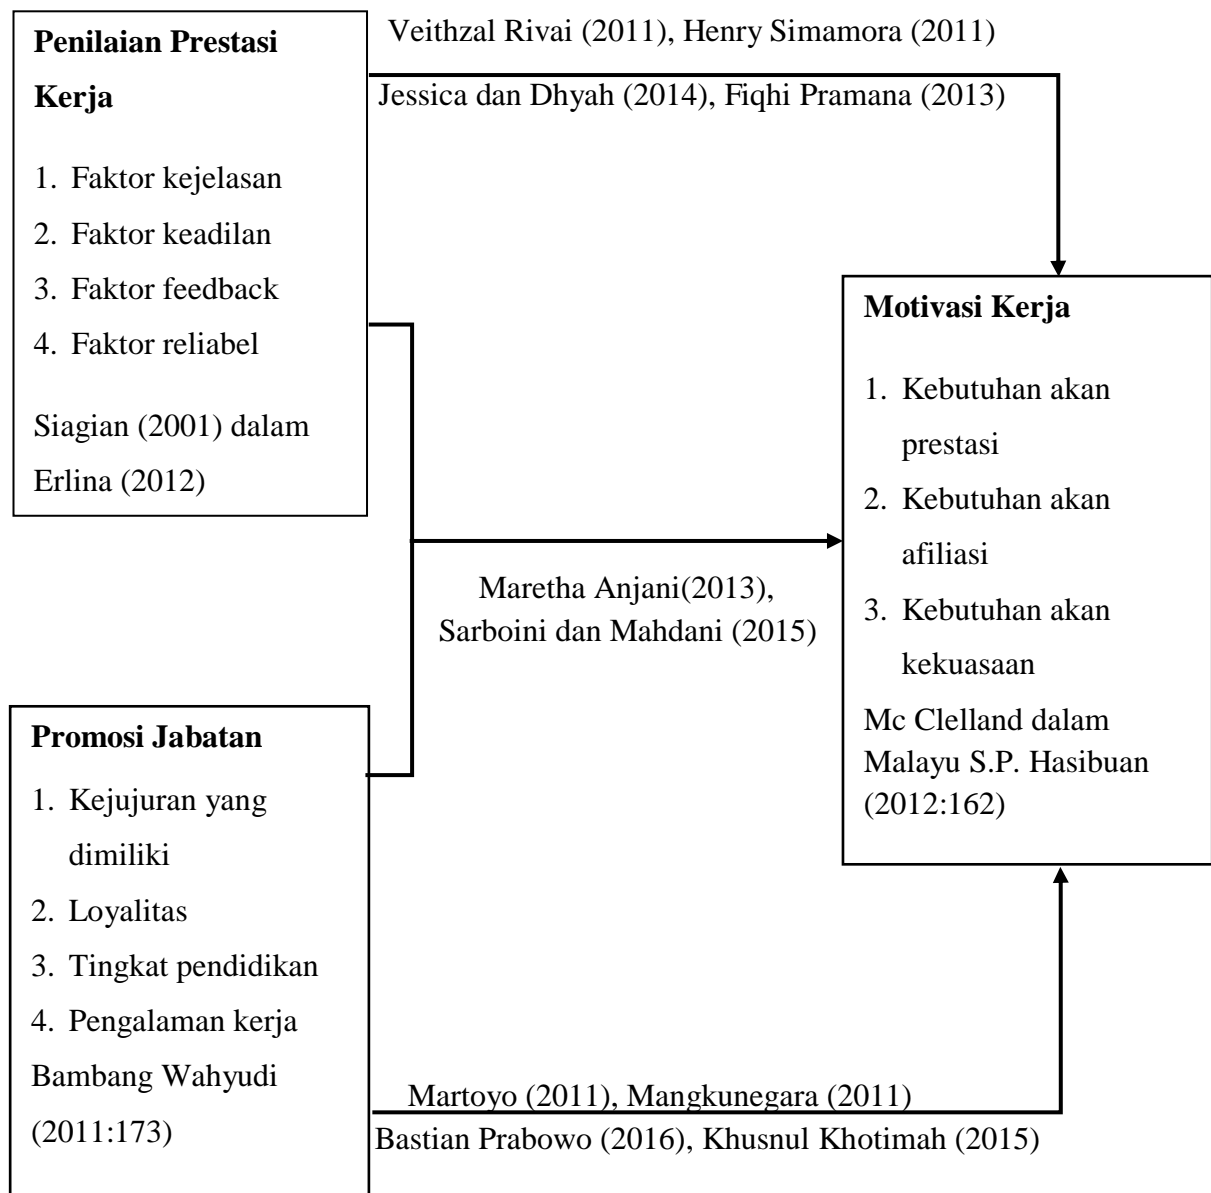 Penilaian Prestasi
Kerja
1. Faktor kejelasan
2. Faktor keadilan
3. Faktor feedback
4. Faktor reliabel
Siagian (2001) dalam
Erlina (2012)
Veithzal Rivai (2011), Henry Simamora (2011)
Jessica dan Dhyah (2014), Fiqhi Pramana (2013)
Motivasi Kerja
1. Kebutuhan akan
prestasi
2. Kebutuhan akan
afiliasi
3. Kebutuhan akan
kekuasaan
Mc Clelland dalam
Malayu S.P. Hasibuan
(2012:162)
Maretha Anjani(2013),
Sarboini dan Mahdani (2015)
Promosi Jabatan
1. Kejujuran yang
dimiliki
2. Loyalitas
3. Tingkat pendidikan
4. Pengalaman kerja
Bambang Wahyudi
(2011:173)
Martoyo (2011), Mangkunegara (2011)
Bastian Prabowo (2016), Khusnul Khotimah (2015)